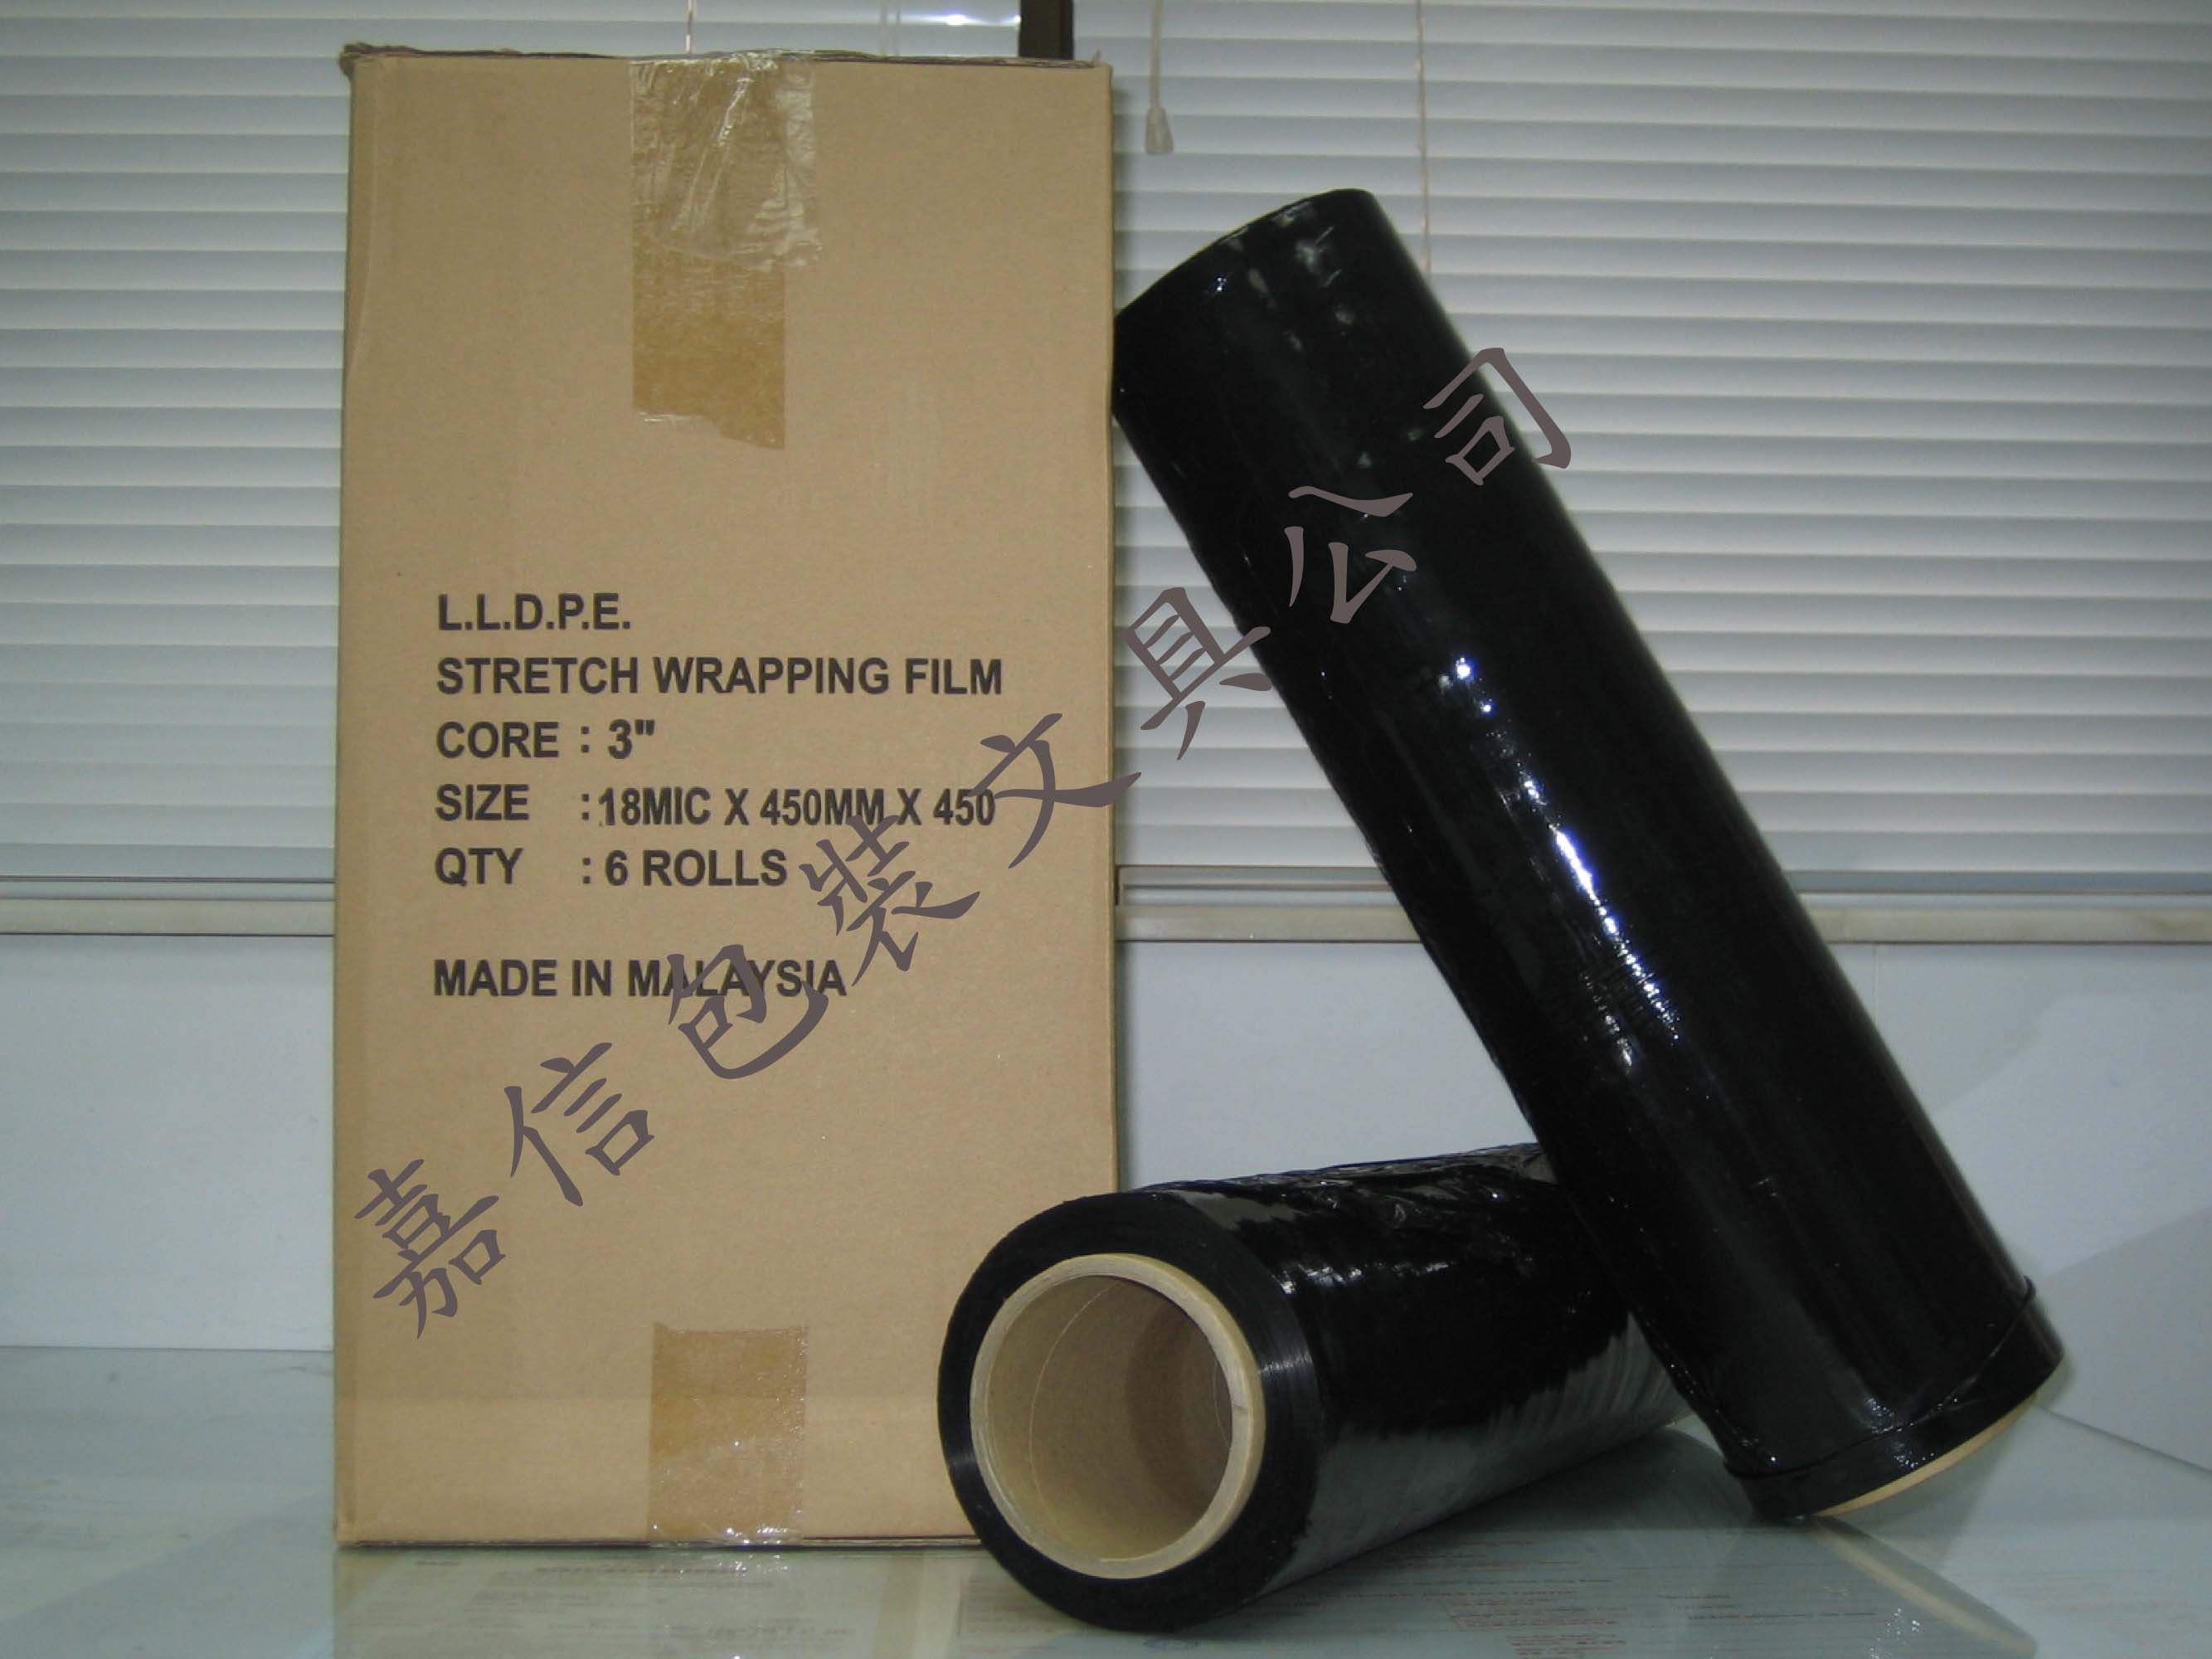 L.L.D.P.E.
STRETCH WRAPPING FILM
CORE : 3"
SIZE :18MIC X 450MM X 450
QTY : 6 ROLLS
MADE IN MALAYSIA
嘉信包裝文具公司